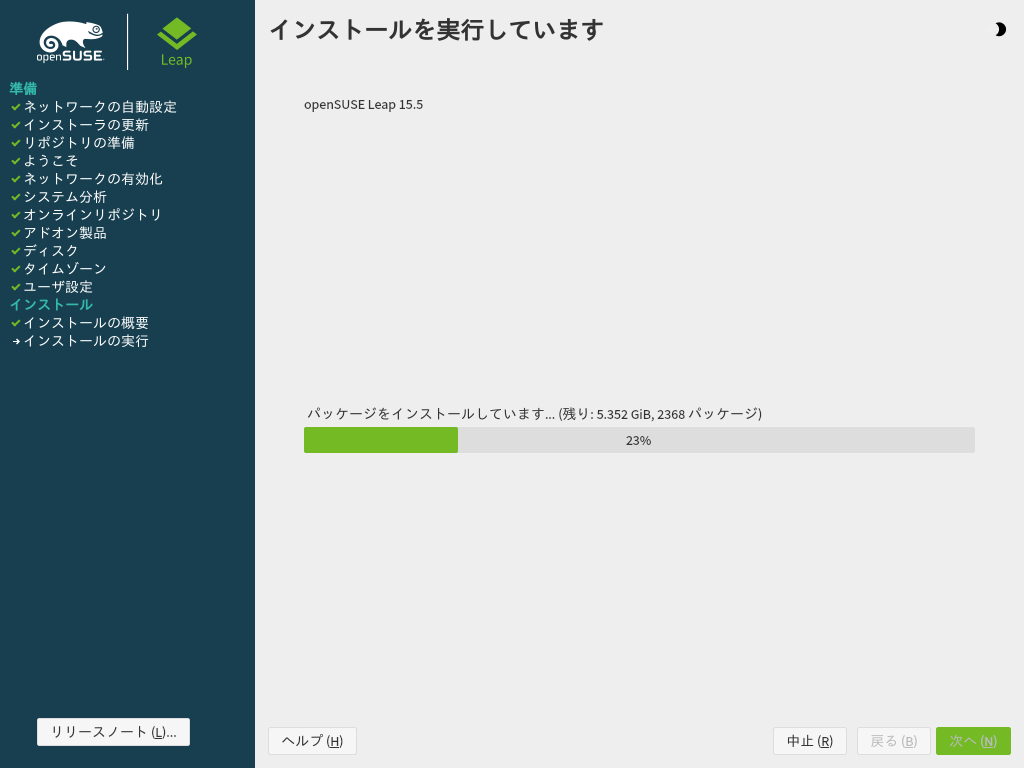 openSUSE
Leap
準備
ネットワークの自動設定
インストーラの更新
リポジトリの準備
ようこそ
ネットワークの有効化
システム分析
オンラインリポジトリ
アドオン製品
ディスク
タイムゾーン
ユーザ設定
インストール
インストールの概要
インストールの実行
リリースノート (L)...
インストールを実行しています
openSUSE Leap 15.5
パッケージをインストールしています... (残り: 5.352 GiB, 2368 パッケージ)
23%
ヘルプ (H)
中止 (R)
戻る (B)
次へ (N)